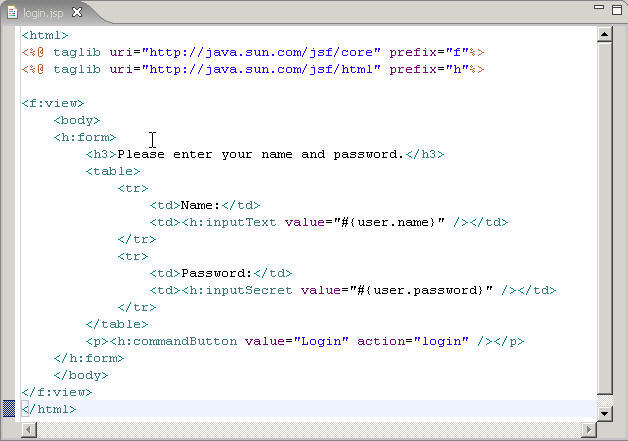 login.jsp
<html>
<%@ taglib uri="http://java.sun.com/jsf/core" prefix="f"%>
<%@ taglib uri="http://java.sun.com/jsf/html" prefix="h"%>
<f:view>
<body>
<h:form>
<h3>Please enter your name and password.</h3>
<table>
<tr>
<td>Name:</td>
<td><h:inputText value="#{user.name}" /></td>
</tr>
<tr>
<td>Password:</td>
<td><h:inputSecret value="#{user.password}" /></td>
</tr>
</table>
<p><h:commandButton value="Login" action="login" /></p>
</h:form>
</body>
</f:view>
</html>